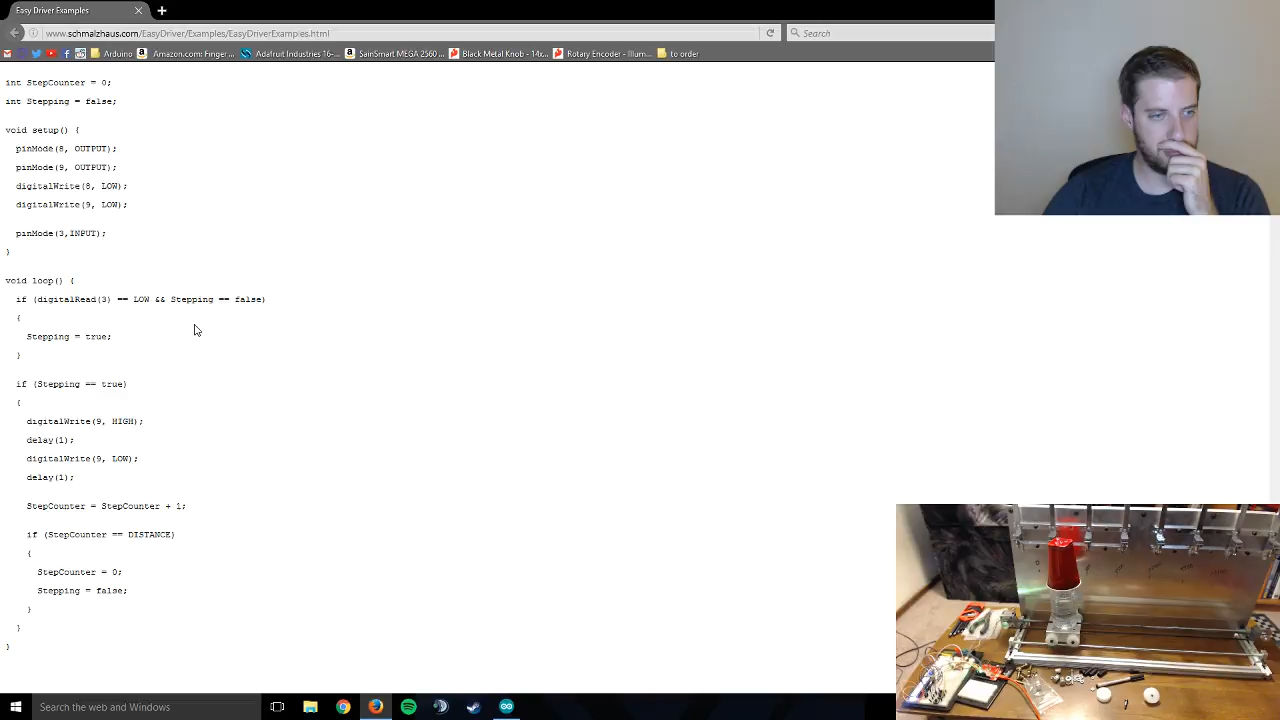 Easy Driver Examples
www.schmalzhaus.com/EasyDriver/Examples/EasyDriverExamples.html
Search
Arduino
Amazon.com: Finger...
Adafruit Industries 16-...
SainSmart MEGA 2560 ...
Black Metal Knob - 14x...
Rotary Encoder - Illum...
to order
int StepCounter = 0;
int Stepping = false;
void setup() {
pinMode(8, OUTPUT);
pinMode(9, OUTPUT);
digitalWrite(8, LOW);
digitalWrite(9, LOW);
pinMode(3,INPUT);
}
void loop() {
if (digitalRead(3) == LOW && Stepping == false)
{
Stepping = true;
}
if (Stepping == true)
{
digitalWrite(9, HIGH);
delay(1);
digitalWrite(9, LOW);
delay(1);
StepCounter = StepCounter + 1;
if (StepCounter == DISTANCE)
{
StepCounter = 0;
Stepping = false;
}
}
}
Search the web and Windows